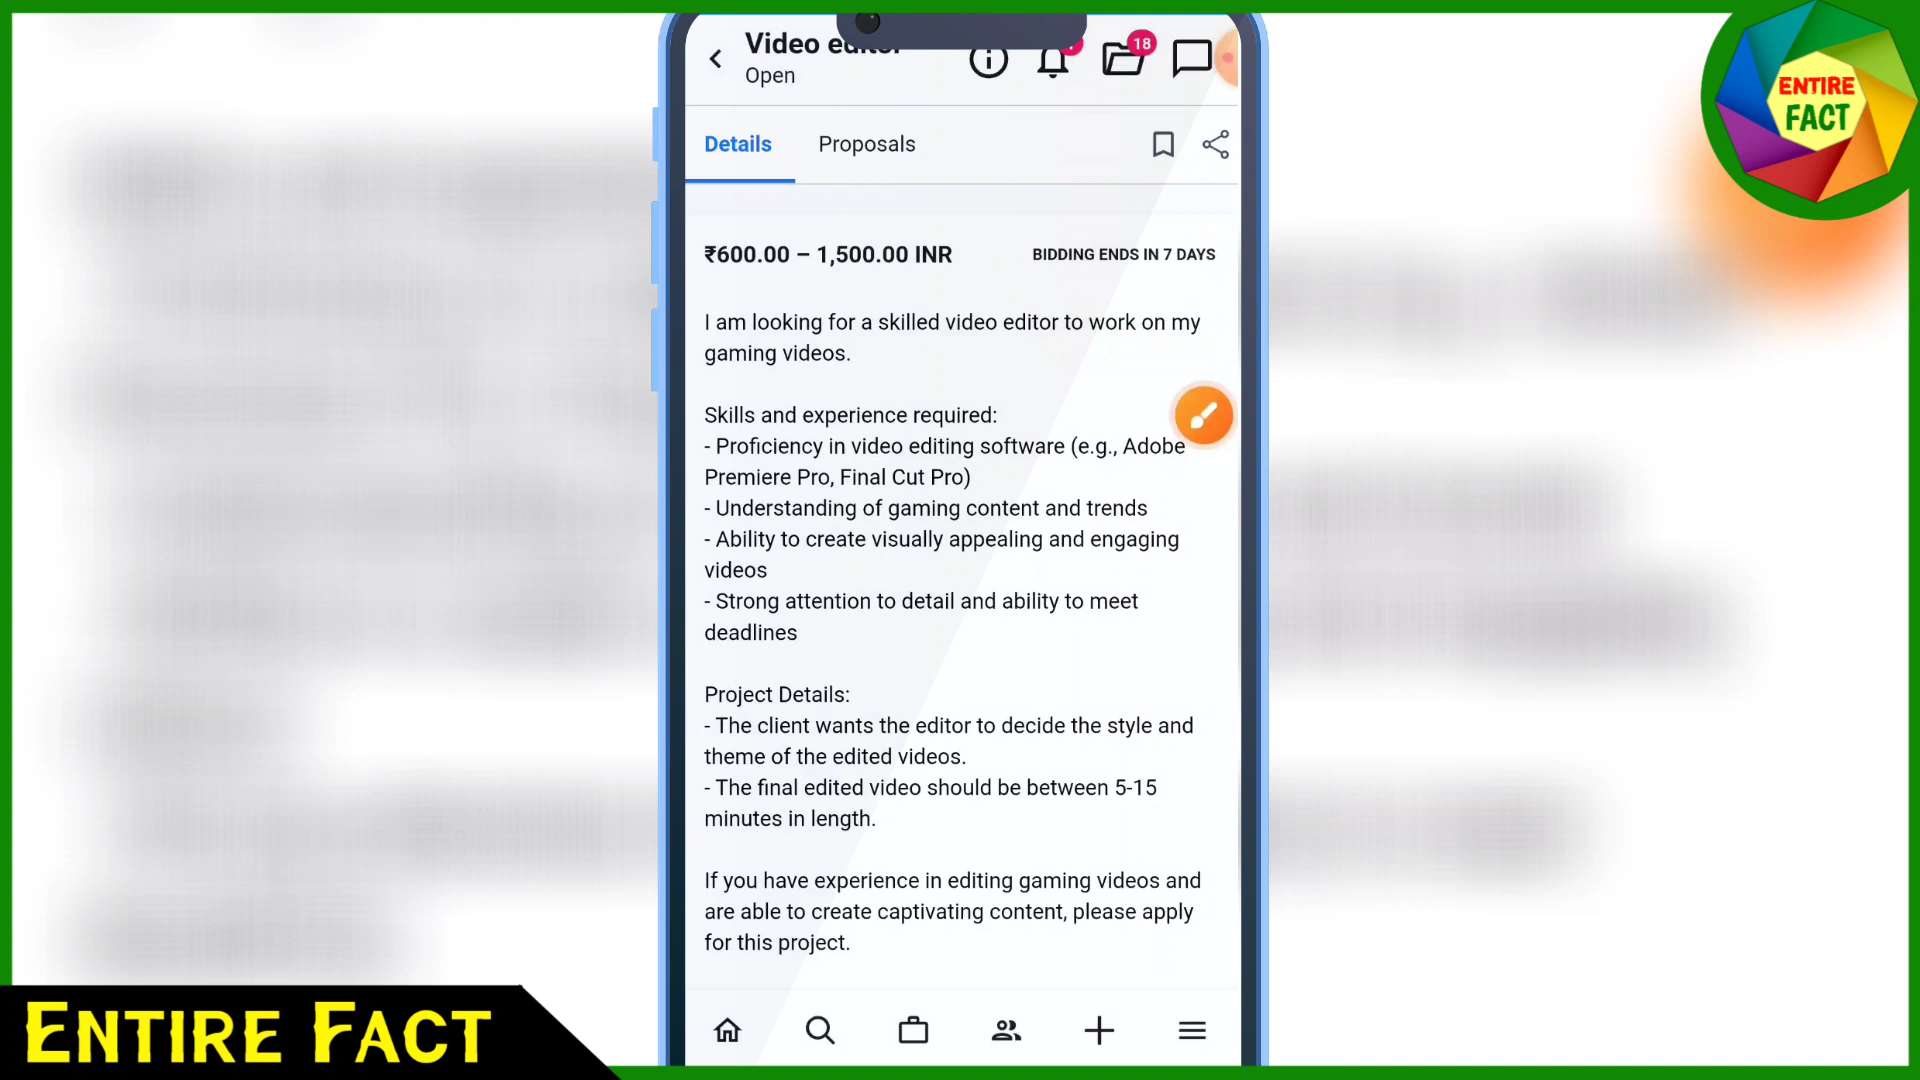 Video editor
Open
18
Details
Proposals
₹600.00 – 1,500.00 INR
BIDDING ENDS IN 7 DAYS
I am looking for a skilled video editor to work on my
gaming videos.
Skills and experience required:
- Proficiency in video editing software (e.g., Adobe
Premiere Pro, Final Cut Pro)
- Understanding of gaming content and trends
- Ability to create visually appealing and engaging
videos
- Strong attention to detail and ability to meet
deadlines
Project Details:
- The client wants the editor to decide the style and
theme of the edited videos.
- The final edited video should be between 5-15
minutes in length.
If you have experience in editing gaming videos and
are able to create captivating content, please apply
for this project.
ENTIRE
FACT
ENTIRE FACT